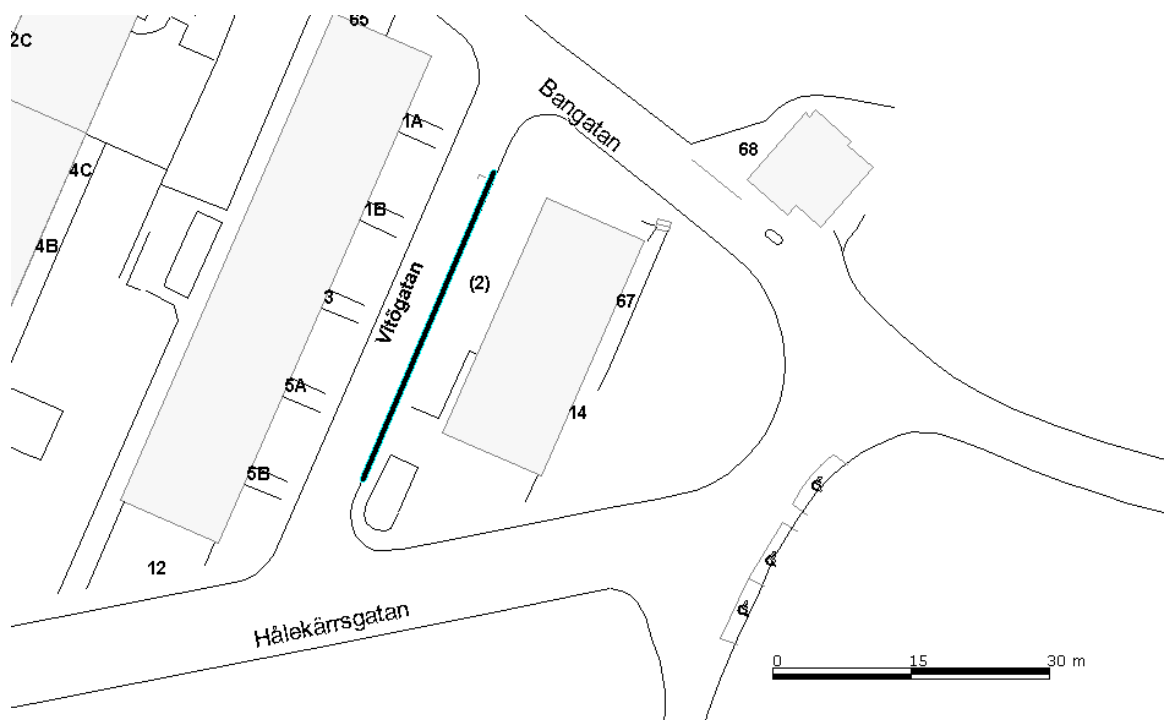 65
2C
Bangatan
1A
68
4C
1B
4B
(2)
Vitögatan
3
67
5A
14
5B
12
Hålekärrsgatan
0 15 30 m